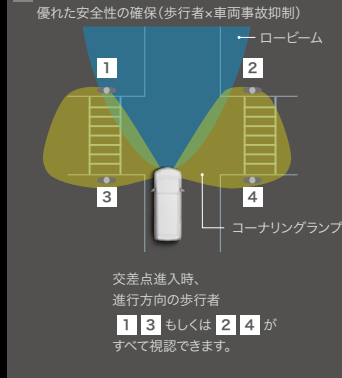 優れた安全性の確保（歩行者×車両事故抑制）
ロービーム
1
2
3
4
コーナリングランプ
交差点進入時、
進行方向の歩行者
1 3 もしくは 2 4 が
すべて視認できます。